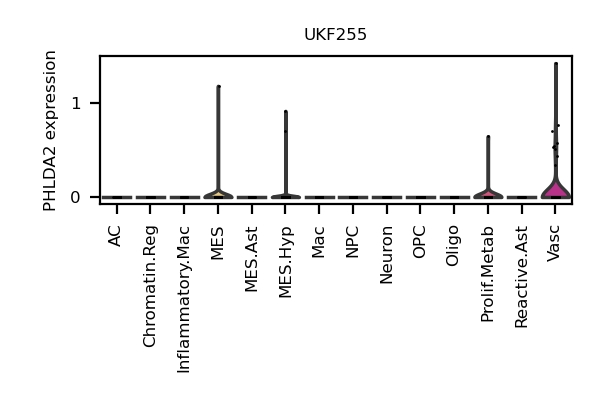 UKF255
PHLDA2 expression
1
0
AC
Chromatin.Reg
Inflammatory.Mac
MES
MES.Ast
MES.Hyp
Mac
NPC
Neuron
OPC
Oligo
Prolif.Metab
Reactive.Ast
Vasc